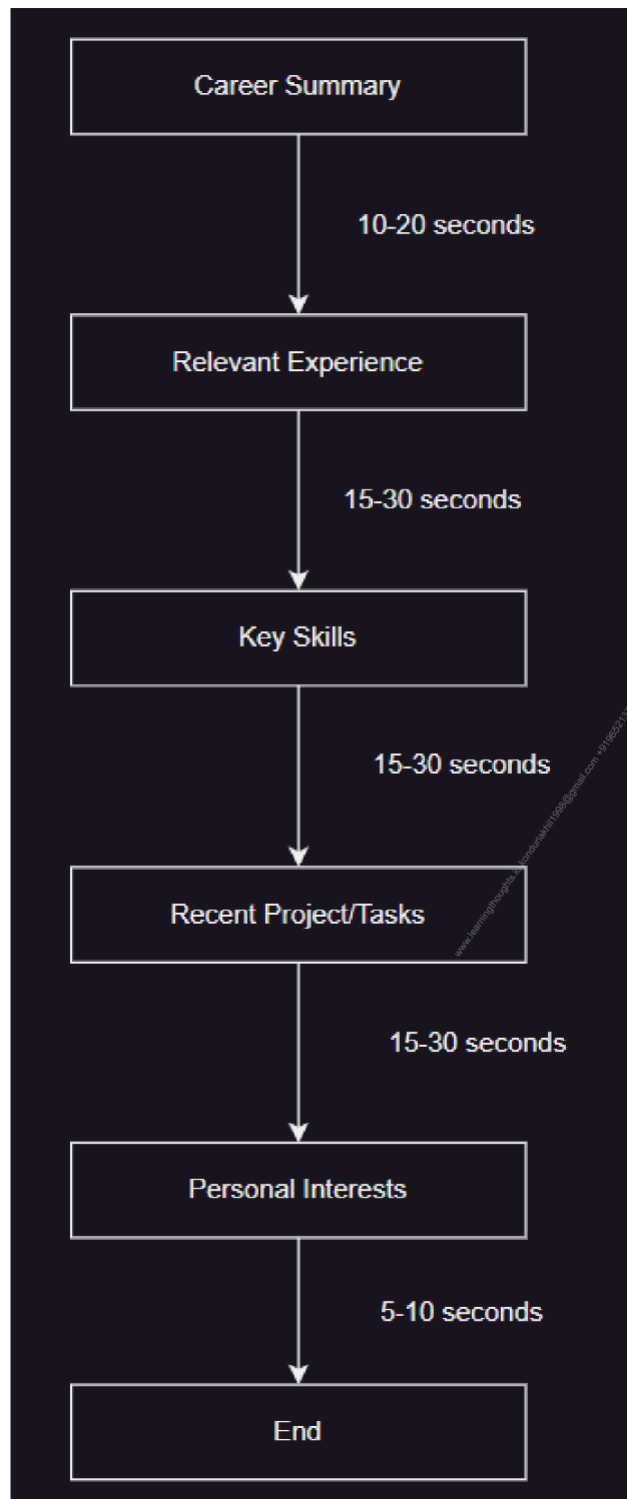 Career Summary
10-20 seconds
Relevant Experience
15-30 seconds
Key Skills
15-30 seconds
Recent Project/Tasks
15-30 seconds
Personal Interests
5-10 seconds
End